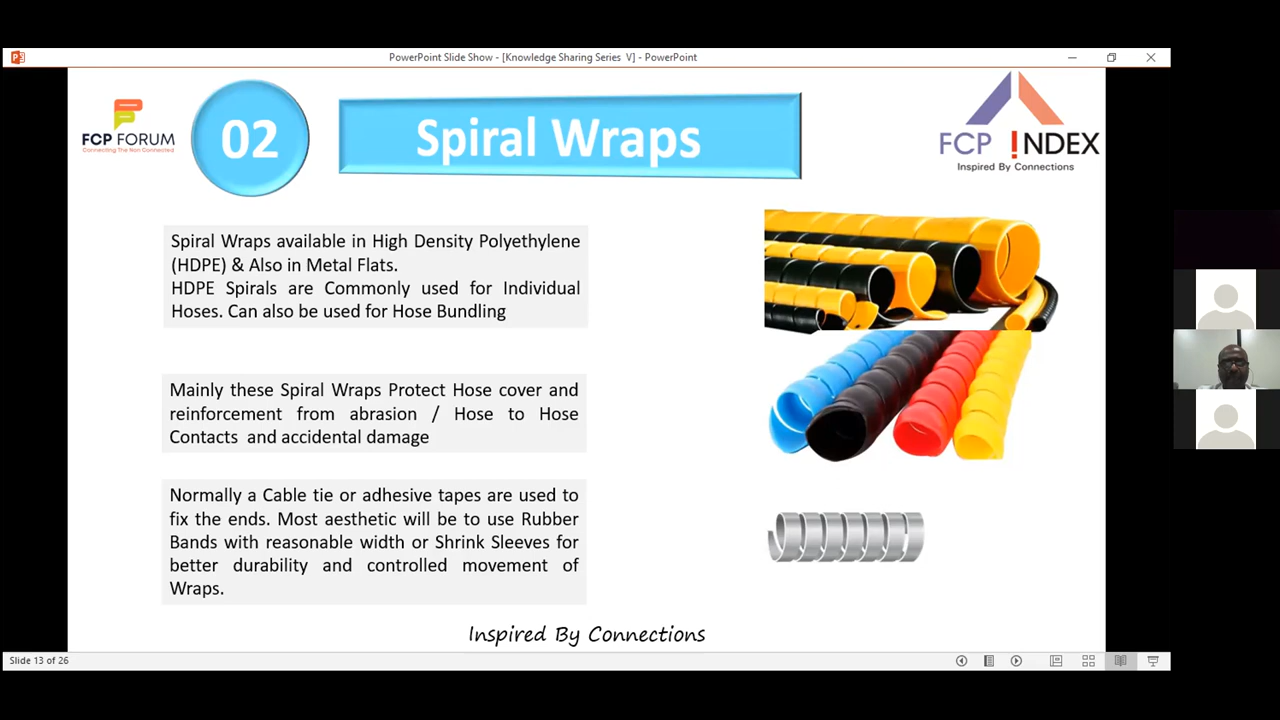 PowerPoint Slide Show - [Knowledge Sharing Series V] - PowerPoint
FCP FORUM
Connecting The Non Connected
02
Spiral Wraps
FCP !NDEX
Inspired By Connections
Spiral Wraps available in High Density Polyethylene
(HDPE) & Also in Metal Flats.
HDPE Spirals are Commonly used for Individual
Hoses. Can also be used for Hose Bundling
Mainly these Spiral Wraps Protect Hose cover and
reinforcement from abrasion / Hose to Hose
Contacts and accidental damage
Normally a Cable tie or adhesive tapes are used to
fix the ends. Most aesthetic will be to use Rubber
Bands with reasonable width or Shrink Sleeves for
better durability and controlled movement of
Wraps.
Inspired By Connections
Slide 13 of 26